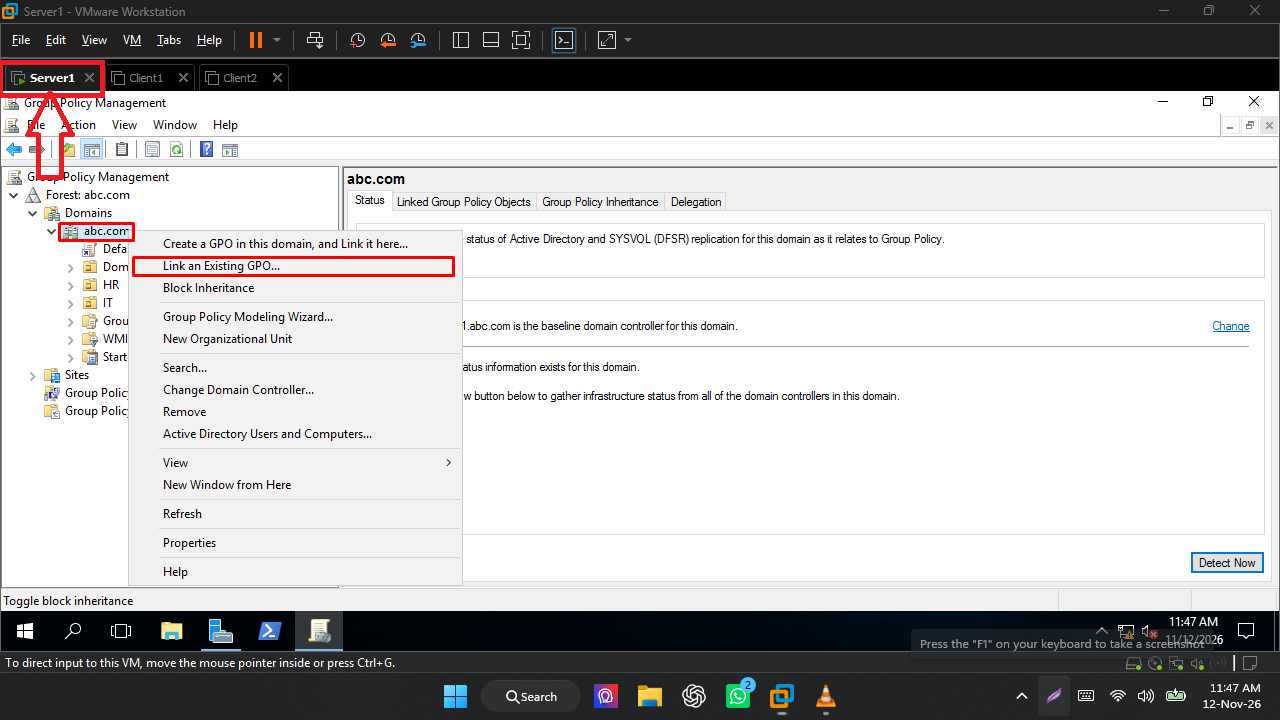 Server1 - VMware Workstation
File Edit View VM Tabs Help
Server1 Client1 Client2
Group Policy Management
File Action View Window Help
Group Policy Management
Forest: abc.com
Domains
abc.com
Defa
Dom
HR
IT
Grou
WMI
Start
Sites
Group Policy
Group Policy
Create a GPO in this domain, and Link it here...
Link an Existing GPO...
Block Inheritance
Group Policy Modeling Wizard...
New Organizational Unit
Search...
Change Domain Controller...
Remove
Active Directory Users and Computers...
View
New Window from Here
Refresh
Properties
Help
abc.com
Status Linked Group Policy Objects Group Policy Inheritance Delegation
status of Active Directory and SYSVOL (DFSR) replication for this domain as it relates to Group Policy.
1.abc.com is the baseline domain controller for this domain.
Change
atus information exists for this domain.
w button below to gather infrastructure status from all of the domain controllers in this domain.
Detect Now
Toggle block inheritance
11:47 AM
11/12/2026
Press the "F1" on your keyboard to take a screenshot
To direct input to this VM, move the mouse pointer inside or press Ctrl+G.
Search
2
11:47 AM
12-Nov-26